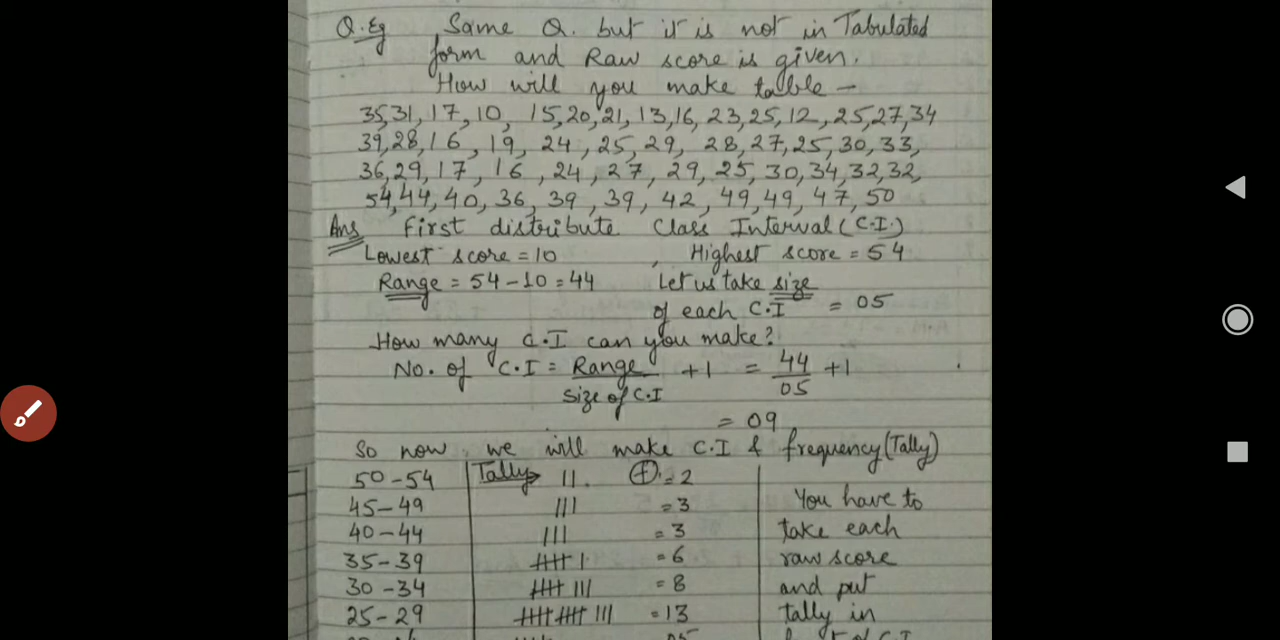 Q. Eg Same Q. but it is not in Tabulated
form and Raw score is given.
How will you make table –
35, 31, 17, 10, 15, 20, 21, 13, 16, 23, 25, 12, 25, 27, 34
39, 28, 16, 19, 24, 25, 29, 28, 27, 25, 30, 33,
36, 29, 17, 16, 24, 27, 29, 25, 30, 34, 32, 32,
54, 44, 40, 36, 39, 39, 42, 49, 49, 47, 50
Ans First distribute Class Interval (C.I.)
Lowest score = 10, Highest score = 54
Range = 54 – 10 = 44 Let us take size
of each C.I = 05
How many C.I can you make?
No. of C.I = Range / Size of C.I + 1 = 44 / 05 + 1
= 09
So now we will make C.I & frequency (Tally)
50 – 54 Tally → || . (f) = 2
45 – 49 ||| = 3 You have to
40 – 44 ||| = 3 take each
35 – 39 |||| | = 6 raw score
30 – 34 |||| ||| = 8 and put
25 – 29 |||| |||| ||| = 13 tally in
05